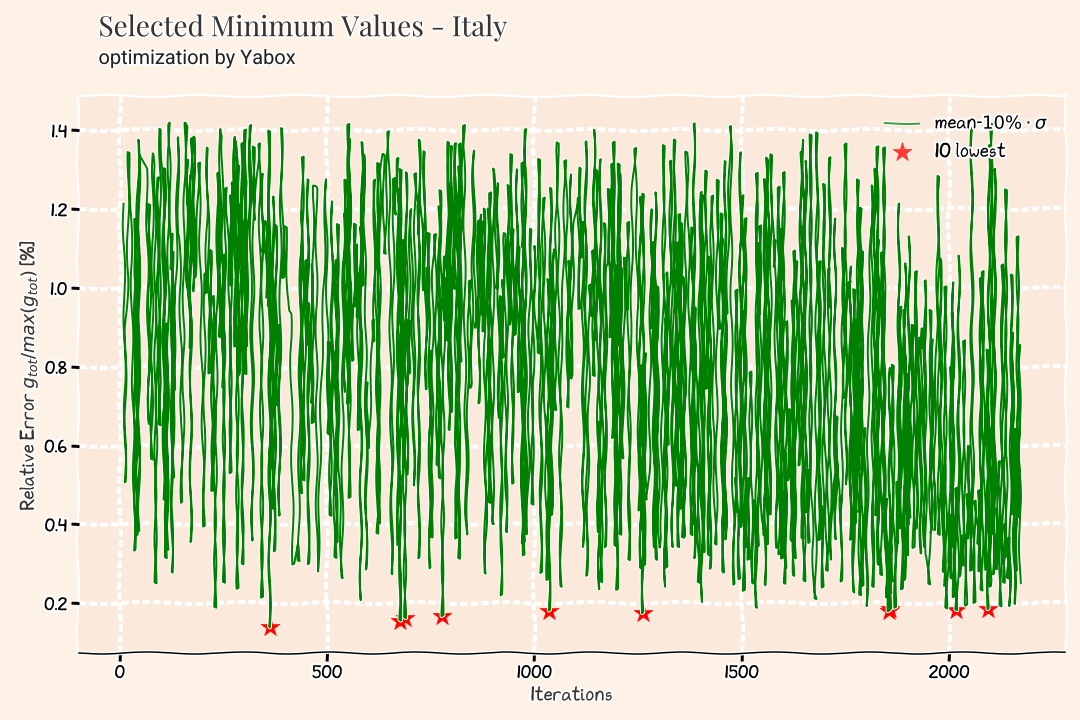 Selected Minimum Values - Italy
optimization by Yabox
mean-10% · σ
10 lowest
Relative Error g_tot/max(g_tot) [%]
1.4
1.2
1.0
0.8
0.6
0.4
0.2
0 500 1000 1500 2000
Iterations